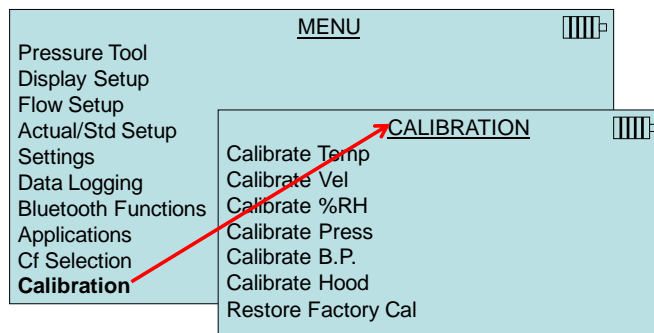 MENU
Pressure Tool
Display Setup
Flow Setup
Actual/Std Setup
Settings
Data Logging
Bluetooth Functions
Applications
Cf Selection
Calibration
CALIBRATION
Calibrate Temp
Calibrate Vel
Calibrate %RH
Calibrate Press
Calibrate B.P.
Calibrate Hood
Restore Factory Cal